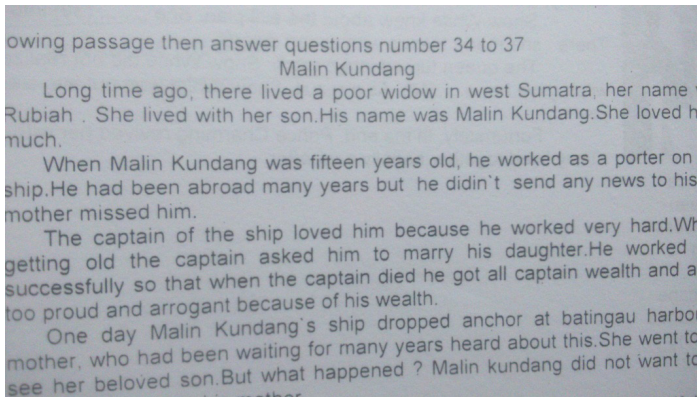 owing passage then answer questions number 34 to 37
Malin Kundang
Long time ago, there lived a poor widow in west Sumatra, her name
Rubiah . She lived with her son.His name was Malin Kundang.She loved h
much.
When Malin Kundang was fifteen years old, he worked as a porter on
ship.He had been abroad many years but he didin`t send any news to his
mother missed him.
The captain of the ship loved him because he worked very hard.Wh
getting old the captain asked him to marry his daughter.He worked
successfully so that when the captain died he got all captain wealth and a
too proud and arrogant because of his wealth.
One day Malin Kundang`s ship dropped anchor at batingau harbo
mother, who had been waiting for many years heard about this.She went to
see her beloved son.But what happened ? Malin kundang did not want to
mother